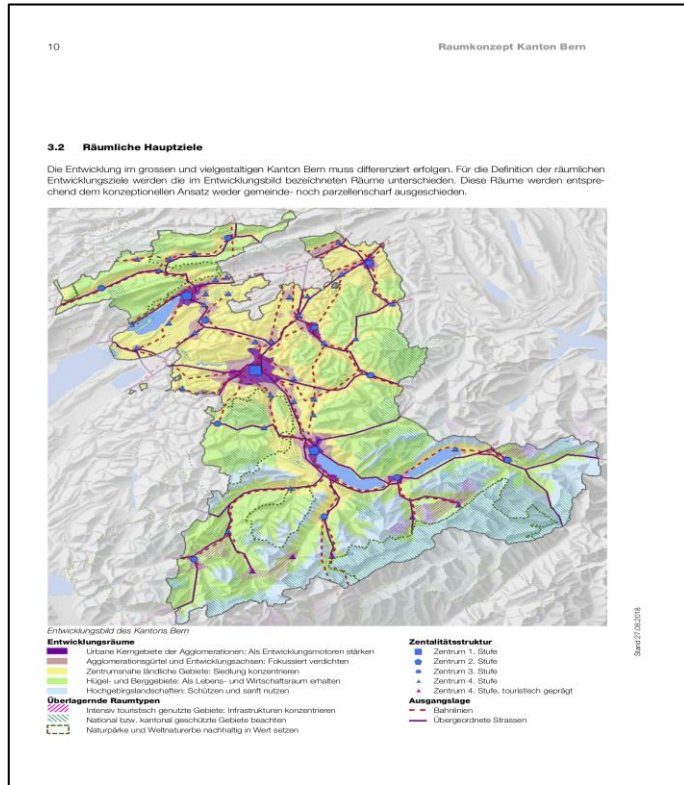 10
Raumkonzept Kanton Bern
3.2 Räumliche Hauptziele
Die Entwicklung im grossen und vielgestaltigen Kanton Bern muss differenziert erfolgen. Für die Definition der räumlichen
Entwicklungsziele werden die im Entwicklungsbild bezeichneten Räume unterschieden. Diese Räume werden entspre-
chend dem konzeptionellen Ansatz weder gemeinde- noch parzellenscharf ausgeschieden.
Entwicklungsbild des Kantons Bern
Entwicklungsräume
Urbane Kerngebiete der Agglomerationen: Als Entwicklungsmotoren stärken
Agglomerationsgürtel und Entwicklungsachsen: Fokussiert verdichten
Zentrumsnahe ländliche Gebiete: Siedlung konzentrieren
Hügel- und Berggebiete: Als Lebens- und Wirtschaftsraum erhalten
Hochgebirgslandschaften: Schützen und sanft nutzen
Überlagernde Raumtypen
Intensiv touristisch genutzte Gebiete: Infrastrukturen konzentrieren
National bzw. kantonal geschützte Gebiete beachten
Naturpärke und Weltnaturerbe nachhaltig in Wert setzen
Zentalitätsstruktur
Zentrum 1. Stufe
Zentrum 2. Stufe
Zentrum 3. Stufe
Zentrum 4. Stufe
Zentrum 4. Stufe, touristisch geprägt
Ausgangslage
Bahnlinien
Übergeordnete Strassen
Stand 27.08.2018